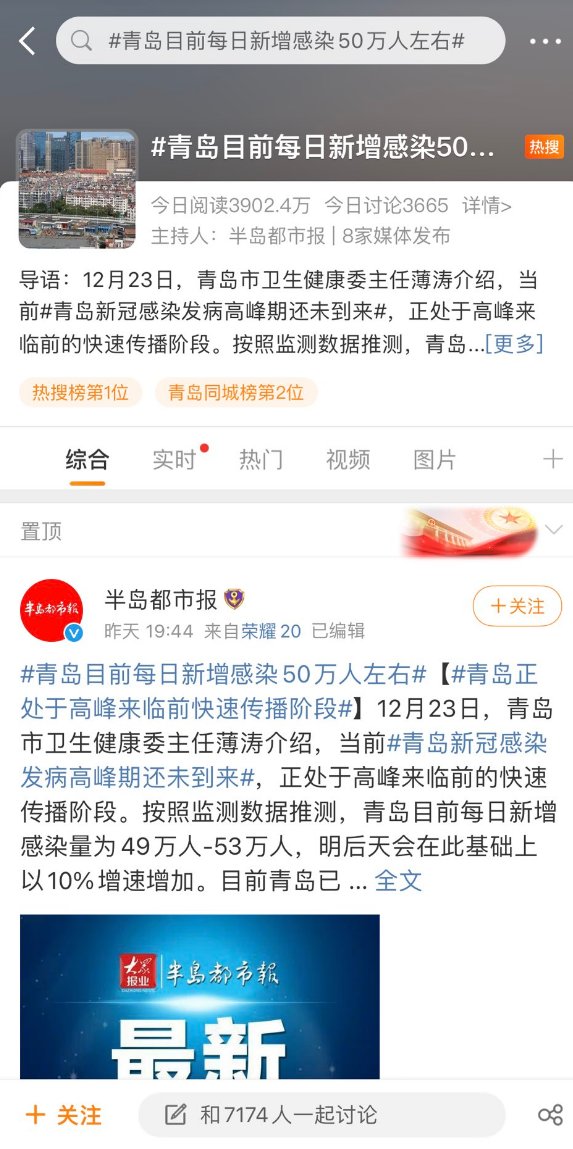 #青岛目前每日新增感染50万人左右#
#青岛目前每日新增感染50...
热搜
今日阅读3902.4万 今日讨论3665 详情>
主持人：半岛都市报 | 8家媒体发布
导语：12月23日，青岛市卫生健康委主任薄涛介绍，当
前#青岛新冠感染发病高峰期还未到来#，正处于高峰来
临前的快速传播阶段。按照监测数据推测，青岛...[更多]
热搜榜第1位 青岛同城榜第2位
综合 实时 热门 视频 图片
置顶
半岛都市报
半岛都市报
昨天 19:44 来自荣耀20 已编辑
+关注
#青岛目前每日新增感染50万人左右#【#青岛正
处于高峰来临前快速传播阶段#】12月23日，青岛
市卫生健康委主任薄涛介绍，当前#青岛新冠感染
发病高峰期还未到来#，正处于高峰来临前的快速
传播阶段。按照监测数据推测，青岛目前每日新增
感染量为49万人-53万人，明后天会在此基础上
以10%增速增加。目前青岛已 ... 全文
大众报业 半岛都市报
最新
+ 关注
和7174人一起讨论